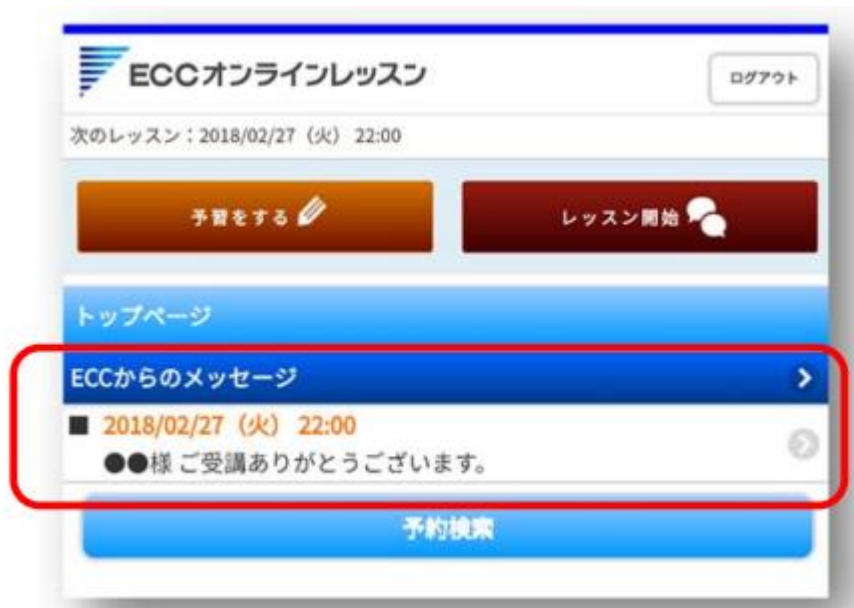 ECCオンラインレッスン
ログアウト
次のレッスン：2018/02/27（火） 22:00
予習をする
レッスン開始
トップページ
ECCからのメッセージ
■ 2018/02/27（火） 22:00
●●様 ご受講ありがとうございます。
予約検索